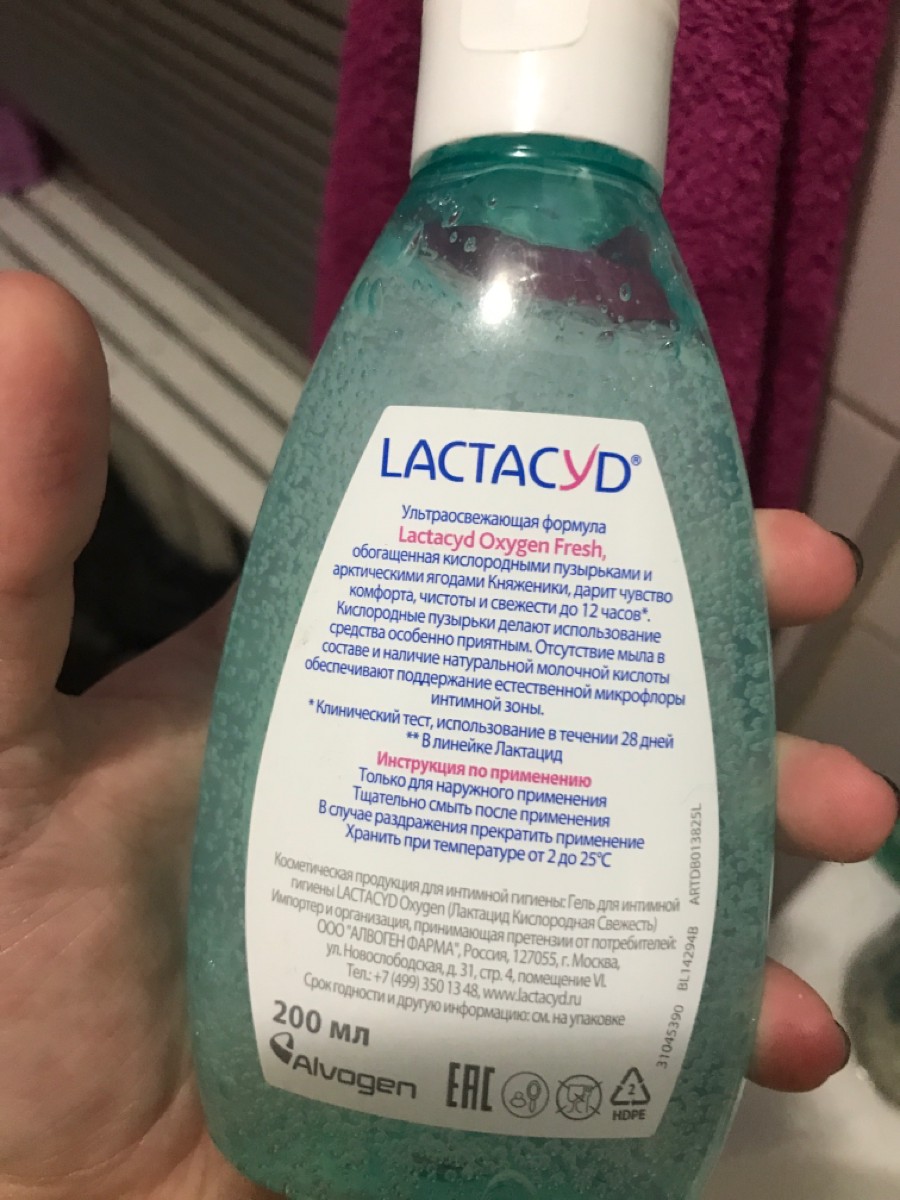 LACTACYD®
Ультраосвежающая формула
Lactacyd Oxygen Fresh,
обогащенная кислородными пузырьками и
арктическими ягодами Княженики, дарит чувство
комфорта, чистоты и свежести до 12 часов*.
Кислородные пузырьки делают использование
средства особенно приятным. Отсутствие мыла в
составе и наличие натуральной молочной кислоты
обеспечивают поддержание естественной микрофлоры
интимной зоны.
* Клинический тест, использование в течении 28 дней
** В линейке Лактацид
Инструкция по применению
Только для наружного применения
Тщательно смыть после применения
В случае раздражения прекратить применение
Хранить при температуре от 2 до 25°C
Косметическая продукция для интимной гигиены: Гель для интимной
гигиены LACTACYD Oxygen (Лактацид Кислородная Свежесть)
Импортер и организация, принимающая претензии от потребителей:
ООО "АЛВОГЕН ФАРМА", Россия, 127055, г. Москва,
ул. Новослободская, д. 31, стр. 4, помещение VI.
Тел.: +7 (499) 350 13 48, www.lactacyd.ru
Срок годности и другую информацию: см. на упаковке
200 мл
Alvogen
EAC
2
HDPE
31045390 BL14294B ARTDB013825L